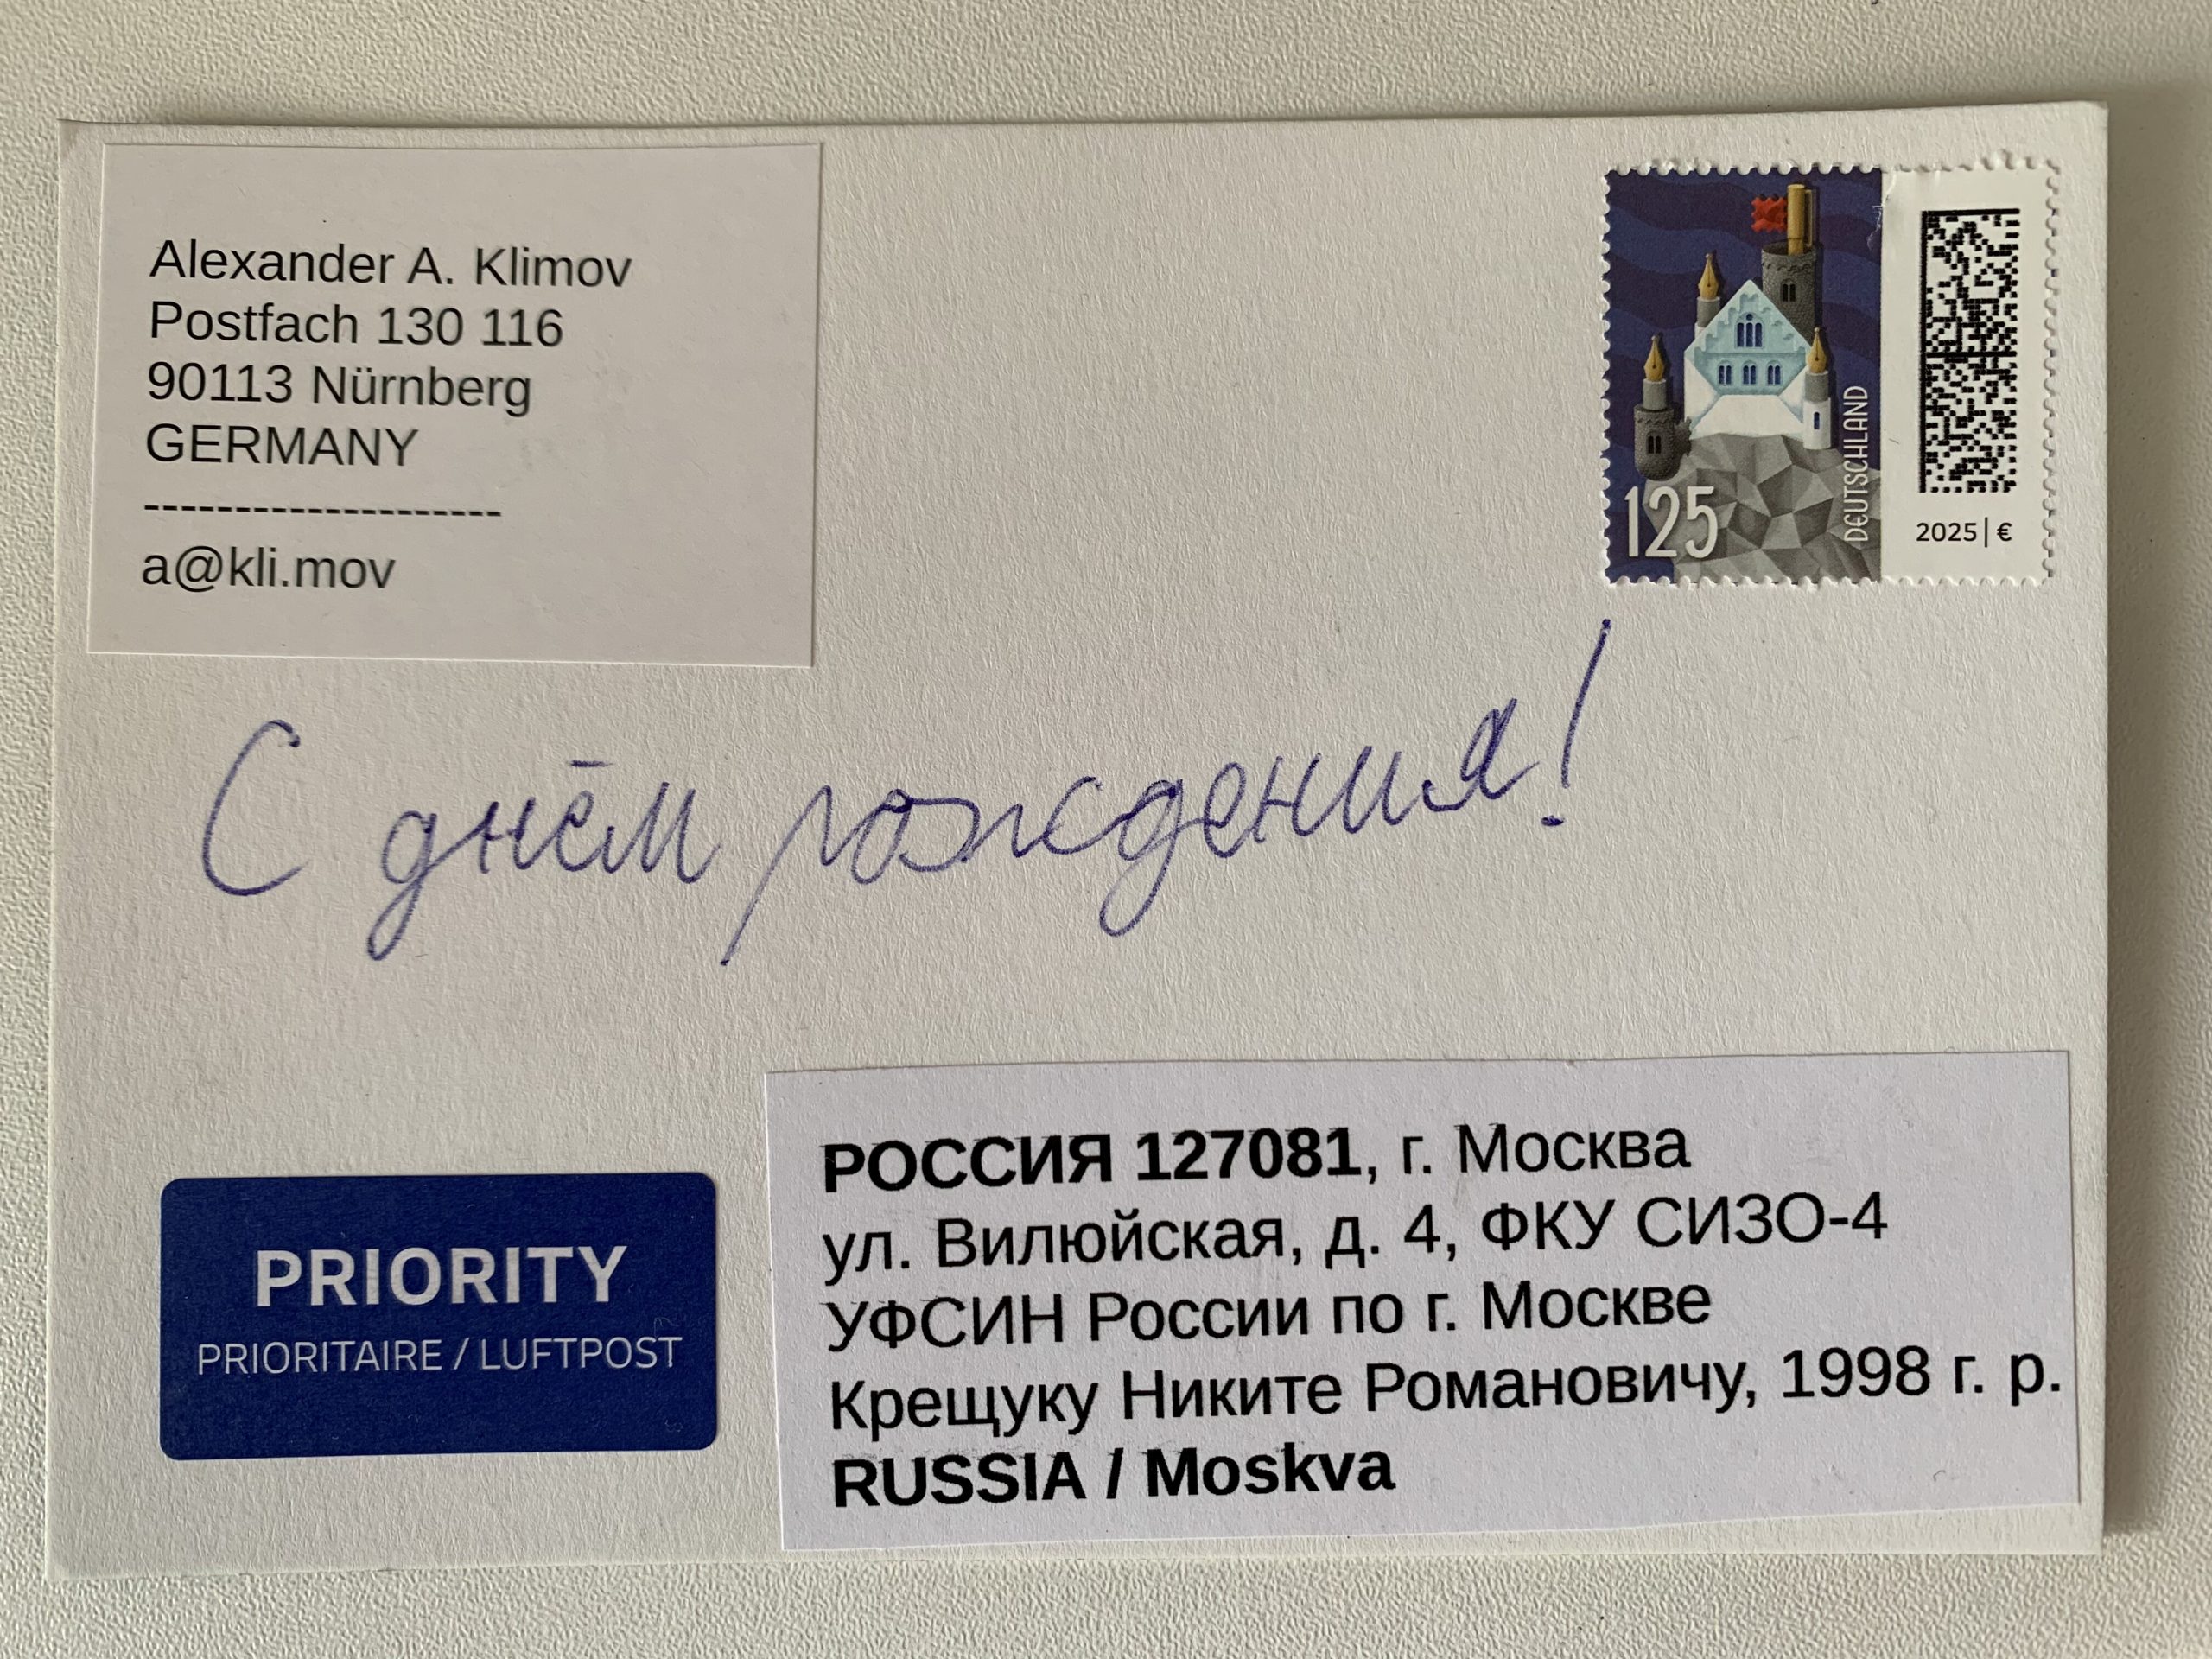 Alexander A. Klimov
Postfach 130 116
90113 Nürnberg
GERMANY
---------------------
a@kli.mov
125
DEUTSCHLAND
2025 | €
С днём рождения!
PRIORITY
PRIORITAIRE / LUFTPOST
РОССИЯ 127081, г. Москва
ул. Вилюйская, д. 4, ФКУ СИЗО-4
УФСИН России по г. Москве
Крещуку Никите Романовичу, 1998 г. р.
RUSSIA / Moskva